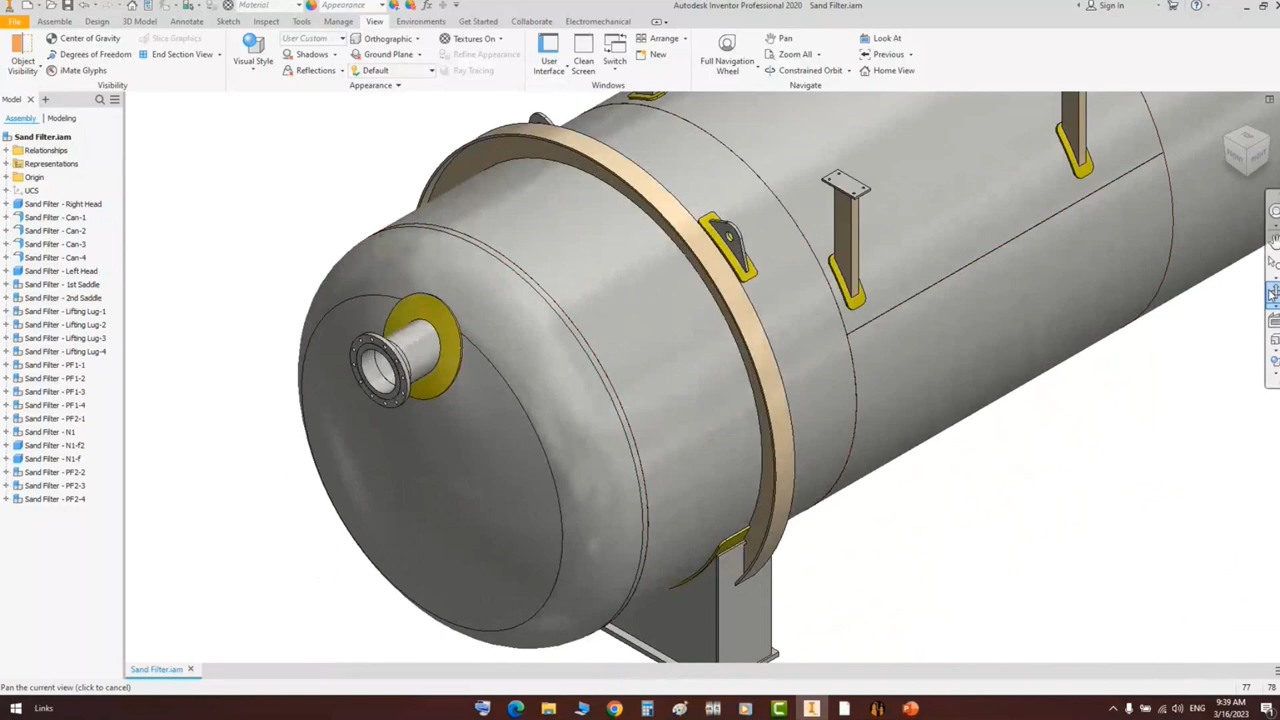 Material
Appearance
Autodesk Inventor Professional 2020 Sand Filter.iam
Sign In
File Assembly Design 3D Model Sketch Annotate Inspect Tools Manage View Environments Get Started Collaborate Electromechanical
Object Visibility
Center of Gravity
Degrees of Freedom
iMate Glyphs
Slice Graphics
End Section View
Visibility
Visual Style
User Custom
Shadows
Reflections
Orthographic
Ground Plane
Default
Textures On
Refine Appearance
Ray Tracing
Appearance
User Interface
Clean Screen
Switch
Arrange
New
Windows
Full Navigation Wheel
Pan
Zoom All
Constrained Orbit
Look At
Previous
Home View
Navigate
Model
Assembly Modeling
Sand Filter.iam
Relationships
Representations
Origin
UCS
Sand Filter - Right Head
Sand Filter - Can-1
Sand Filter - Can-2
Sand Filter - Can-3
Sand Filter - Can-4
Sand Filter - Left Head
Sand Filter - 1st Saddle
Sand Filter - 2nd Saddle
Sand Filter - Lifting Lug-1
Sand Filter - Lifting Lug-2
Sand Filter - Lifting Lug-3
Sand Filter - Lifting Lug-4
Sand Filter - PF1-1
Sand Filter - PF1-2
Sand Filter - PF1-3
Sand Filter - PF1-4
Sand Filter - PF2-1
Sand Filter - N1
Sand Filter - N1-f2
Sand Filter - N1-f
Sand Filter - PF2-2
Sand Filter - PF2-3
Sand Filter - PF2-4
Sand Filter.iam
Pan the current view (click to cancel)
77 78
Links
9:39 AM
3/16/2023